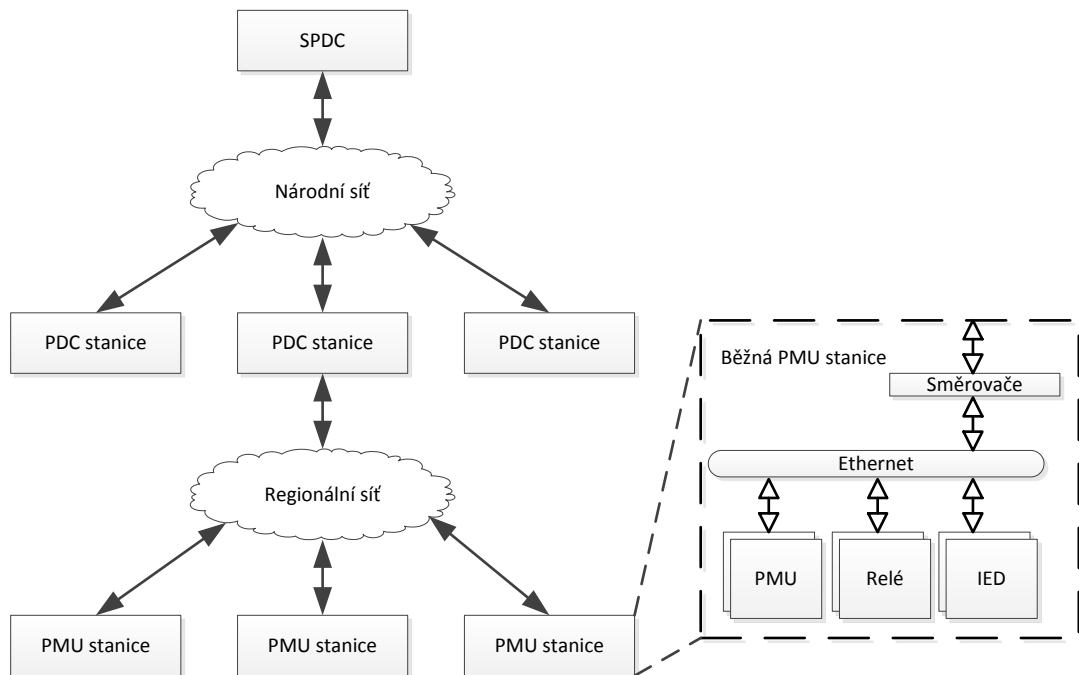 SPDC
Národní síť
PDC stanice
PDC stanice
PDC stanice
Běžná PMU stanice
Směrovače
Ethernet
Regionální síť
PMU
Relé
IED
PMU stanice
PMU stanice
PMU stanice